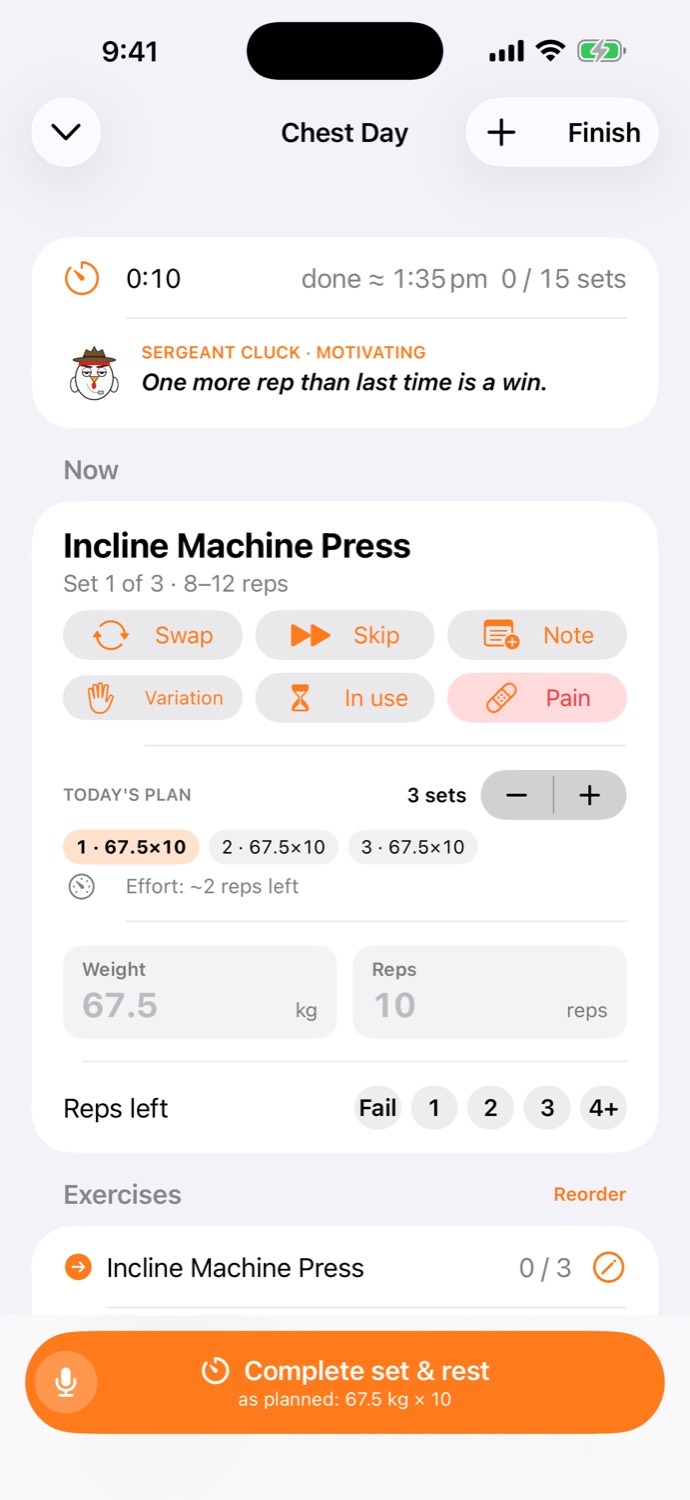 9:41
Chest Day
Finish
0:10 done ≈ 1:35 pm 0 / 15 sets
SERGEANT CLUCK · MOTIVATING
One more rep than last time is a win.
Now
Incline Machine Press
Set 1 of 3 · 8–12 reps
Swap Skip Note
Variation In use Pain
TODAY'S PLAN 3 sets − +
1 · 67.5×10 2 · 67.5×10 3 · 67.5×10
Effort: ~2 reps left
Weight Reps
67.5 kg 10 reps
Reps left Fail 1 2 3 4+
Exercises Reorder
Incline Machine Press 0 / 3
Complete set & rest
as planned: 67.5 kg × 10